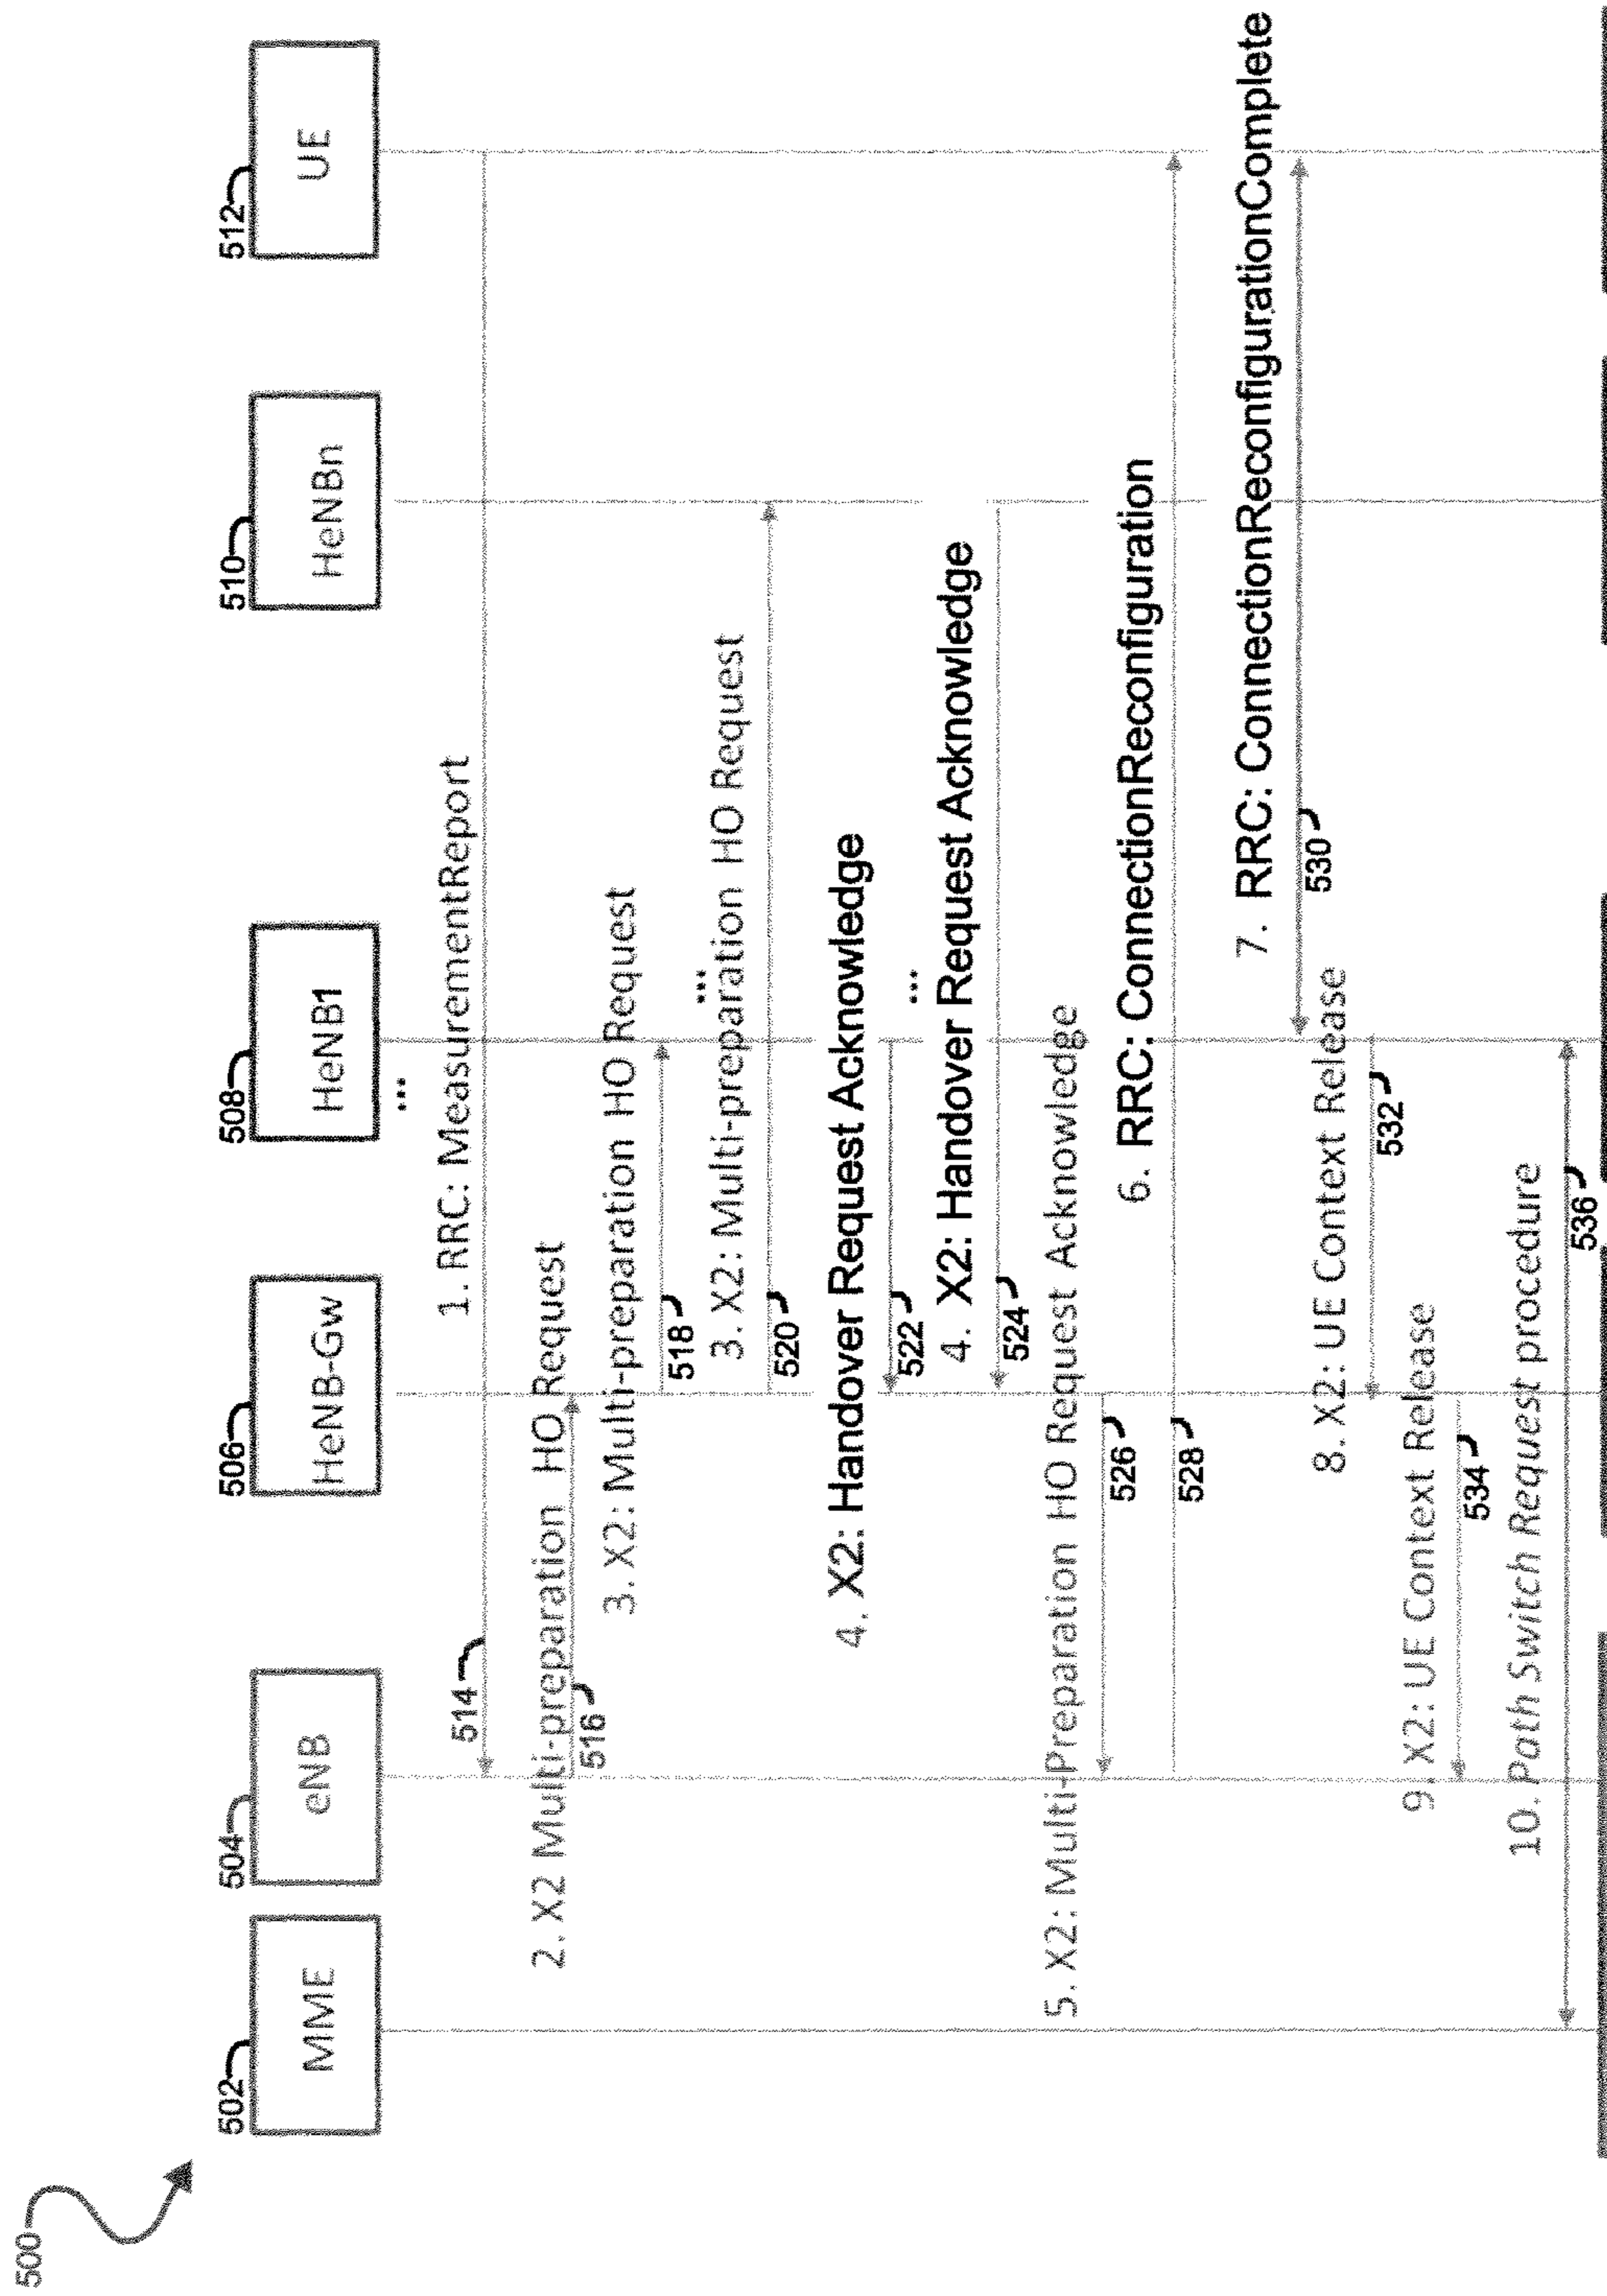 500
502
MME
504
eNB
506
HeNB-Gw
508
HeNB1
...
510
HeNBn
512
UE
1. RRC: MeasurementReport
514
2. X2 Multi-preparation HO Request
516
3. X2: Multi-preparation HO Request
518
...
3. X2: Multi-preparation HO Request
520
4. X2: Handover Request Acknowledge
522
...
4. X2: Handover Request Acknowledge
524
5. X2: Multi-Preparation HO Request Acknowledge
526
6. RRC: ConnectionReconfiguration
528
7. RRC: ConnectionReconfigurationComplete
530
8. X2: UE Context Release
532
9. X2: UE Context Release
534
10. Path Switch Request procedure
536